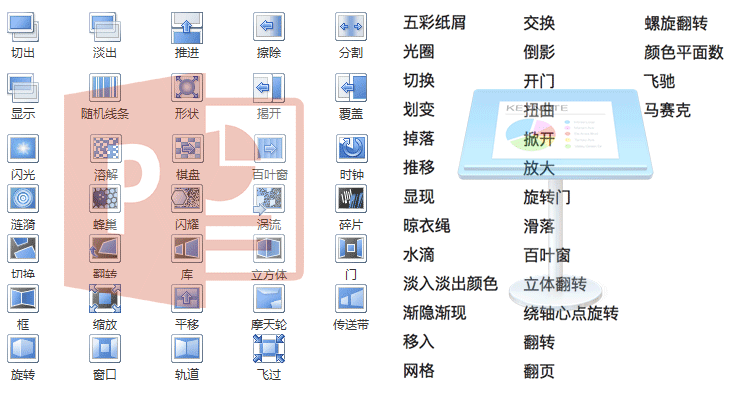 切出 淡出 推进 擦除 分割
显示 随机线条 形状 揭开 覆盖
闪光 溶解 棋盘 百叶窗 时钟
涟漪 蜂巢 闪耀 涡流 碎片
切换 翻转 库 立方体 门
框 缩放 平移 摩天轮 传送带
旋转 窗口 轨道 飞过
P
五彩纸屑 交换 螺旋翻转
光圈 倒影 颜色平面数
切换 开门 飞驰
划变 扭曲 马赛克
掉落 掀开
推移 放大
显现 旋转门
晾衣绳 滑落
水滴 百叶窗
淡入淡出颜色 立体翻转
渐隐渐现 绕轴心点旋转
移入 翻转
网格 翻页